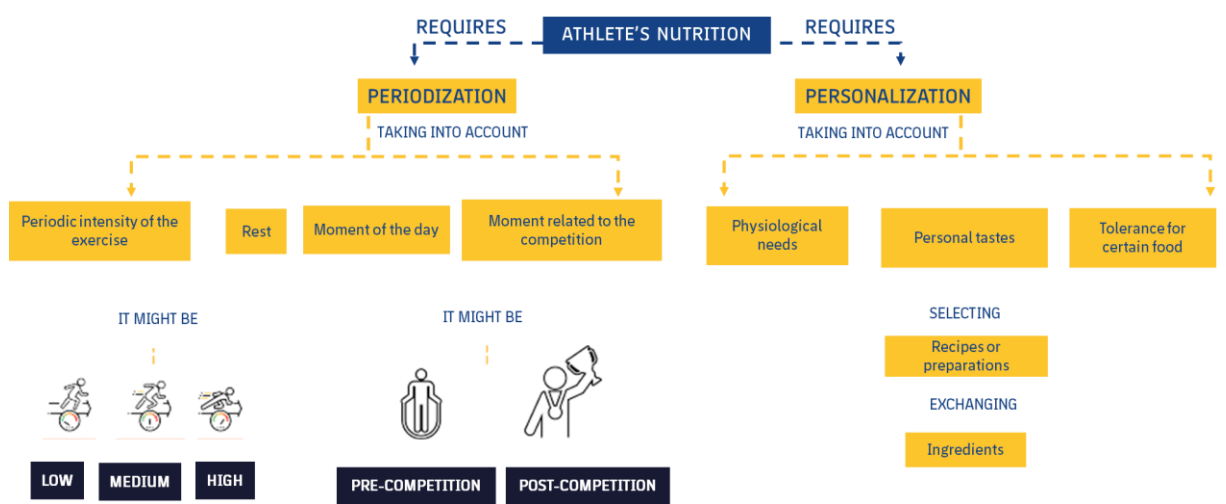 REQUIRES
ATHLETE'S NUTRITION
REQUIRES
PERIODIZATION
PERSONALIZATION
TAKING INTO ACCOUNT
TAKING INTO ACCOUNT
Periodic intensity of the
exercise
Rest
Moment of the day
Moment related to the
competition
Physiological
needs
Personal tastes
Tolerance for
certain food
IT MIGHT BE
IT MIGHT BE
SELECTING
Recipes or
preparations
EXCHANGING
Ingredients
LOW
MEDIUM
HIGH
PRE-COMPETITION
POST-COMPETITION